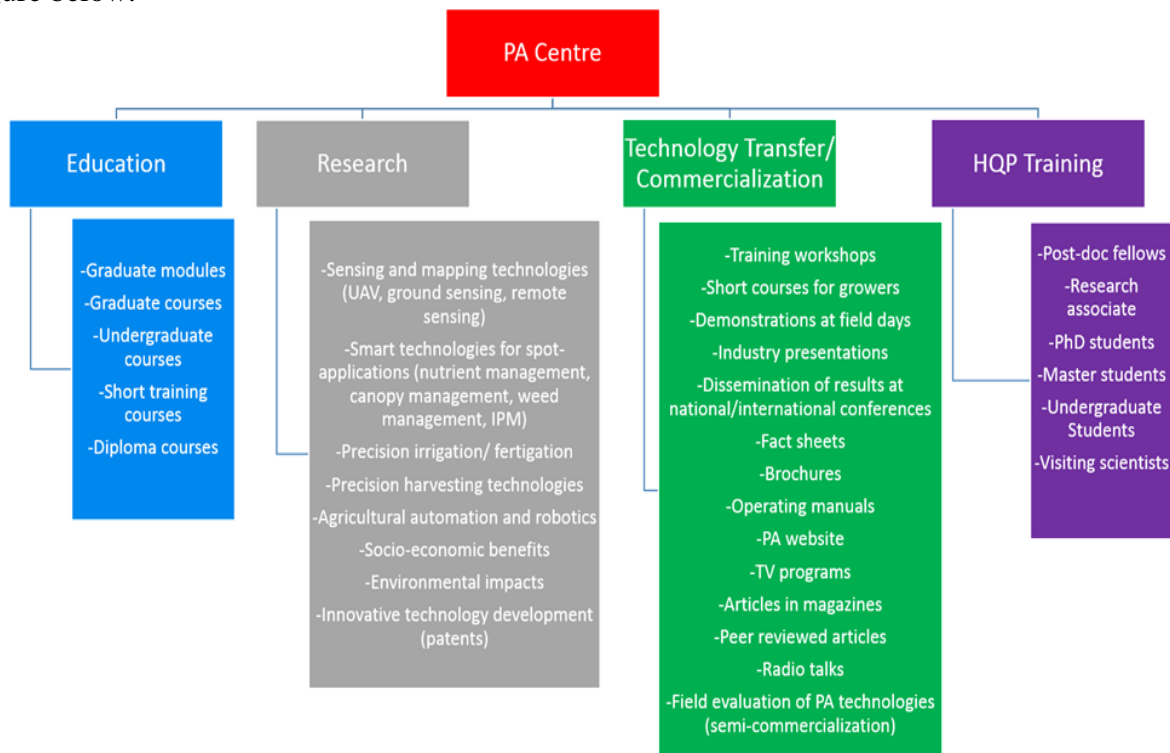 PA Centre
Education
-Graduate modules
-Graduate courses
-Undergraduate
courses
-Short training
courses
-Diploma courses
Research
-Sensing and mapping technologies
(UAV, ground sensing, remote
sensing)
-Smart technologies for spot-
applications (nutrient management,
canopy management, weed
management, IPM)
-Precision irrigation/ fertigation
-Precision harvesting technologies
-Agricultural automation and robotics
-Socio-economic benefits
-Environmental impacts
-Innovative technology development
(patents)
Technology Transfer/
Commercialization
-Training workshops
-Short courses for growers
-Demonstrations at field days
-Industry presentations
-Dissemination of results at
national/international conferences
-Fact sheets
-Brochures
-Operating manuals
-PA website
-TV programs
-Articles in magazines
-Peer reviewed articles
-Radio talks
-Field evaluation of PA technologies
(semi-commercialization)
HQP Training
-Post-doc fellows
-Research
associate
-PhD students
-Master students
-Undergraduate
Students
-Visiting scientists